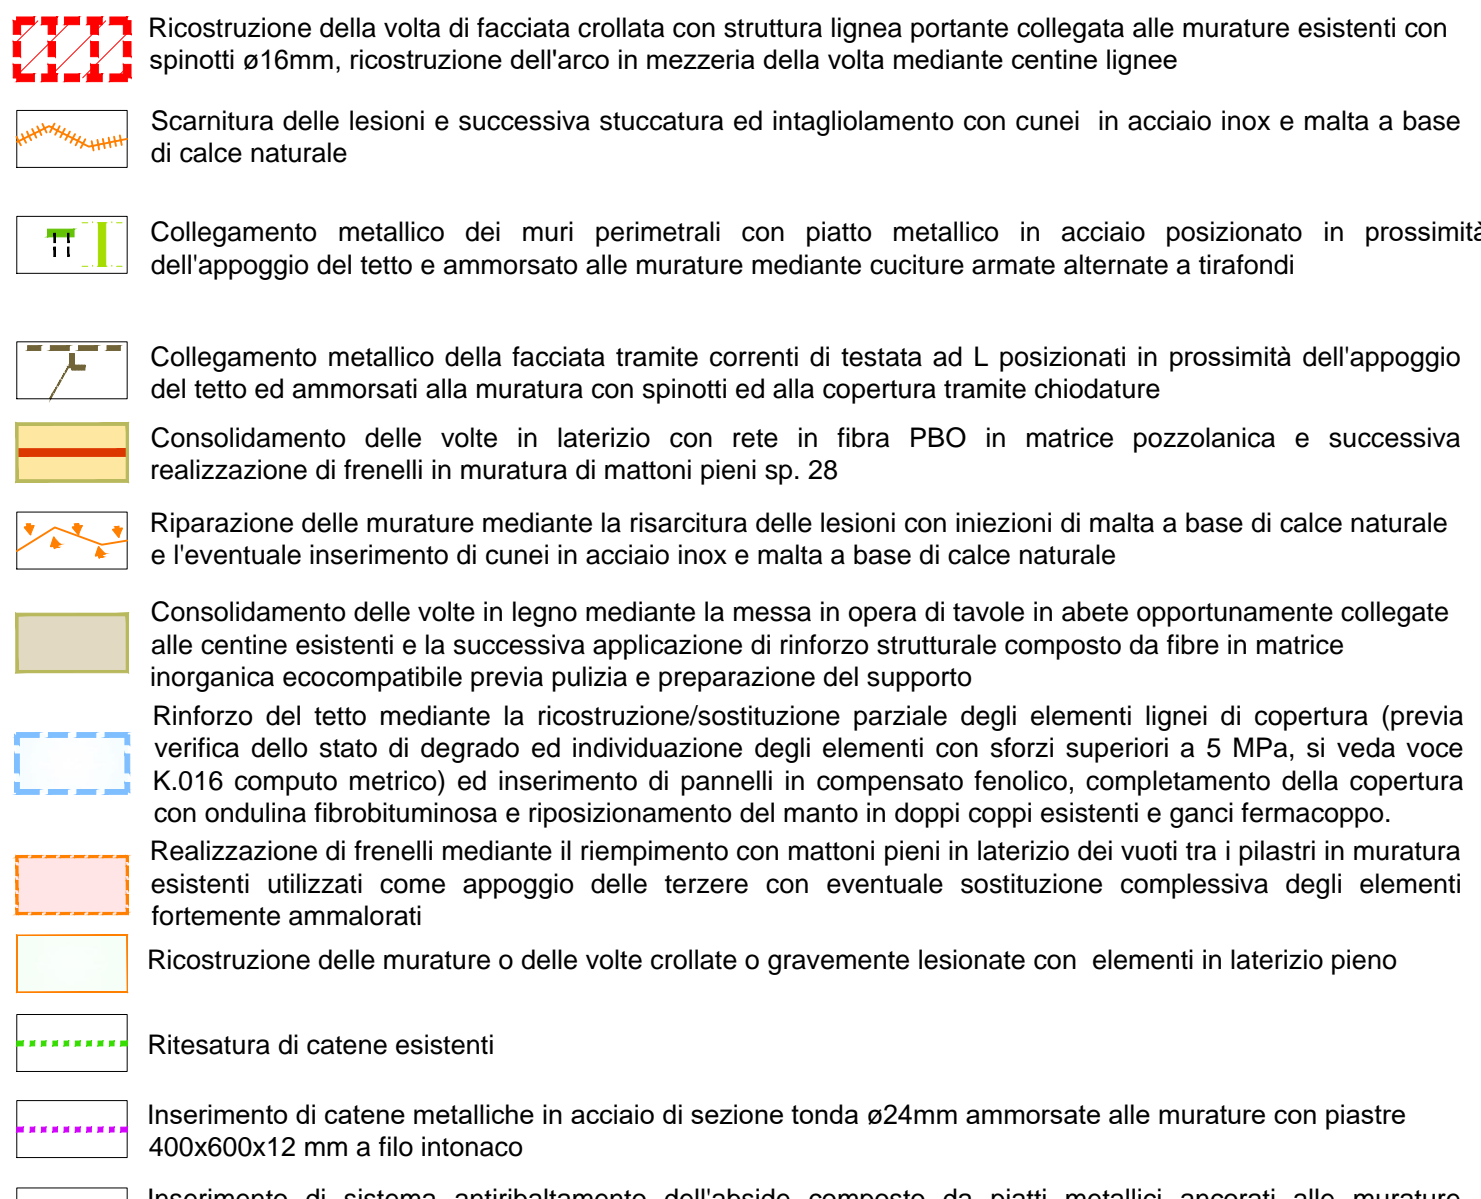 Ricostruzione della volta di facciata crollata con struttura lignea portante collegata alle murature esistenti con
spinotti ø16mm, ricostruzione dell'arco in mezzeria della volta mediante centine lignee
Scarnitura delle lesioni e successiva stuccatura ed intagliolamento con cunei in acciaio inox e malta a base
di calce naturale
Collegamento metallico dei muri perimetrali con piatto metallico in acciaio posizionato in prossimità
dell'appoggio del tetto e ammorsato alle murature mediante cuciture armate alternate a tirafondi
Collegamento metallico della facciata tramite correnti di testata ad L posizionati in prossimità dell'appoggio
del tetto ed ammorsati alla muratura con spinotti ed alla copertura tramite chiodature
Consolidamento delle volte in laterizio con rete in fibra PBO in matrice pozzolanica e successiva
realizzazione di frenelli in muratura di mattoni pieni sp. 28
Riparazione delle murature mediante la risarcitura delle lesioni con iniezioni di malta a base di calce naturale
e l'eventuale inserimento di cunei in acciaio inox e malta a base di calce naturale
Consolidamento delle volte in legno mediante la messa in opera di tavole in abete opportunamente collegate
alle centine esistenti e la successiva applicazione di rinforzo strutturale composto da fibre in matrice
inorganica ecocompatibile previa pulizia e preparazione del supporto
Rinforzo del tetto mediante la ricostruzione/sostituzione parziale degli elementi lignei di copertura (previa
verifica dello stato di degrado ed individuazione degli elementi con sforzi superiori a 5 MPa, si veda voce
K.016 computo metrico) ed inserimento di pannelli in compensato fenolico, completamento della copertura
con ondulina fibrobituminosa e riposizionamento del manto in doppi coppi esistenti e ganci fermacoppo.
Realizzazione di frenelli mediante il riempimento con mattoni pieni in laterizio dei vuoti tra i pilastri in muratura
esistenti utilizzati come appoggio delle terzere con eventuale sostituzione complessiva degli elementi
fortemente ammalorati
Ricostruzione delle murature o delle volte crollate o gravemente lesionate con elementi in laterizio pieno
Ritesatura di catene esistenti
Inserimento di catene metalliche in acciaio di sezione tonda ø24mm ammorsate alle murature con piastre
400x600x12 mm a filo intonaco
Inserimento di sistema antiribaltamento dell'abside composto da piatti metallici ancorati alle murature